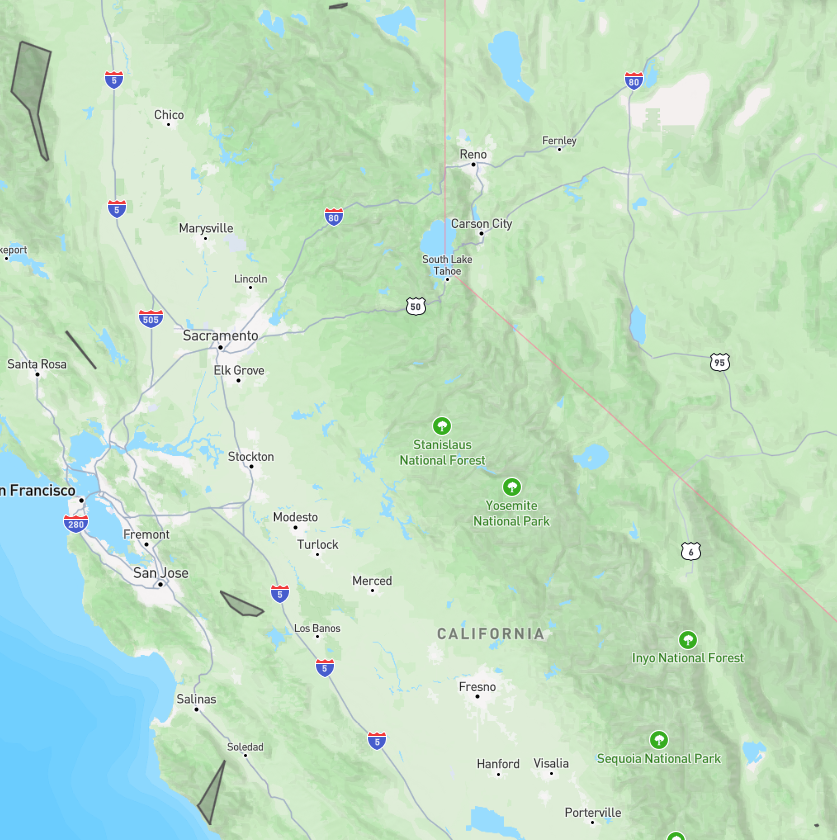 5
80
Chico
Fernley
Reno
5
80
Marysville
Carson City
keport
South Lake
Tahoe
Lincoln
50
505
Sacramento
95
Santa Rosa
Elk Grove
Stanislaus
National Forest
Stockton
n Francisco
Yosemite
National Park
Modesto
280
Fremont
Turlock
6
San Jose
Merced
5
Los Banos
CALIFORNIA
Inyo National Forest
5
Fresno
Salinas
5
Soledad
Sequoia National Park
Hanford
Visalia
Porterville